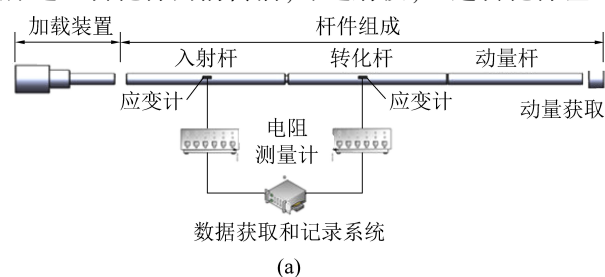 加载装置
杆件组成
入射杆
转化杆
动量杆
应变计
应变计
动量获取
电阻
测量计
数据获取和记录系统
(a)